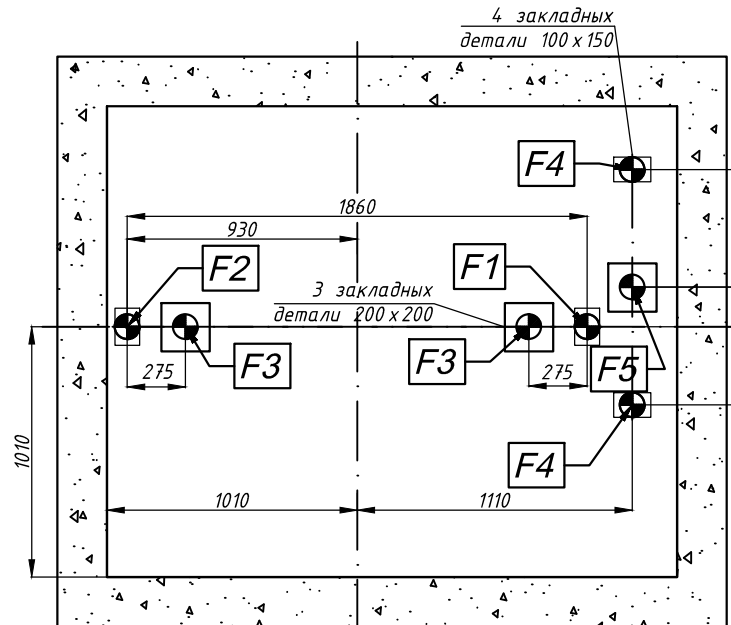 4 закладных
детали 100 x 150
F4
1860
930
F2
F1
3 закладных
детали 200 x 200
F3
F3
F5
275
275
1010
F4
1010
1110